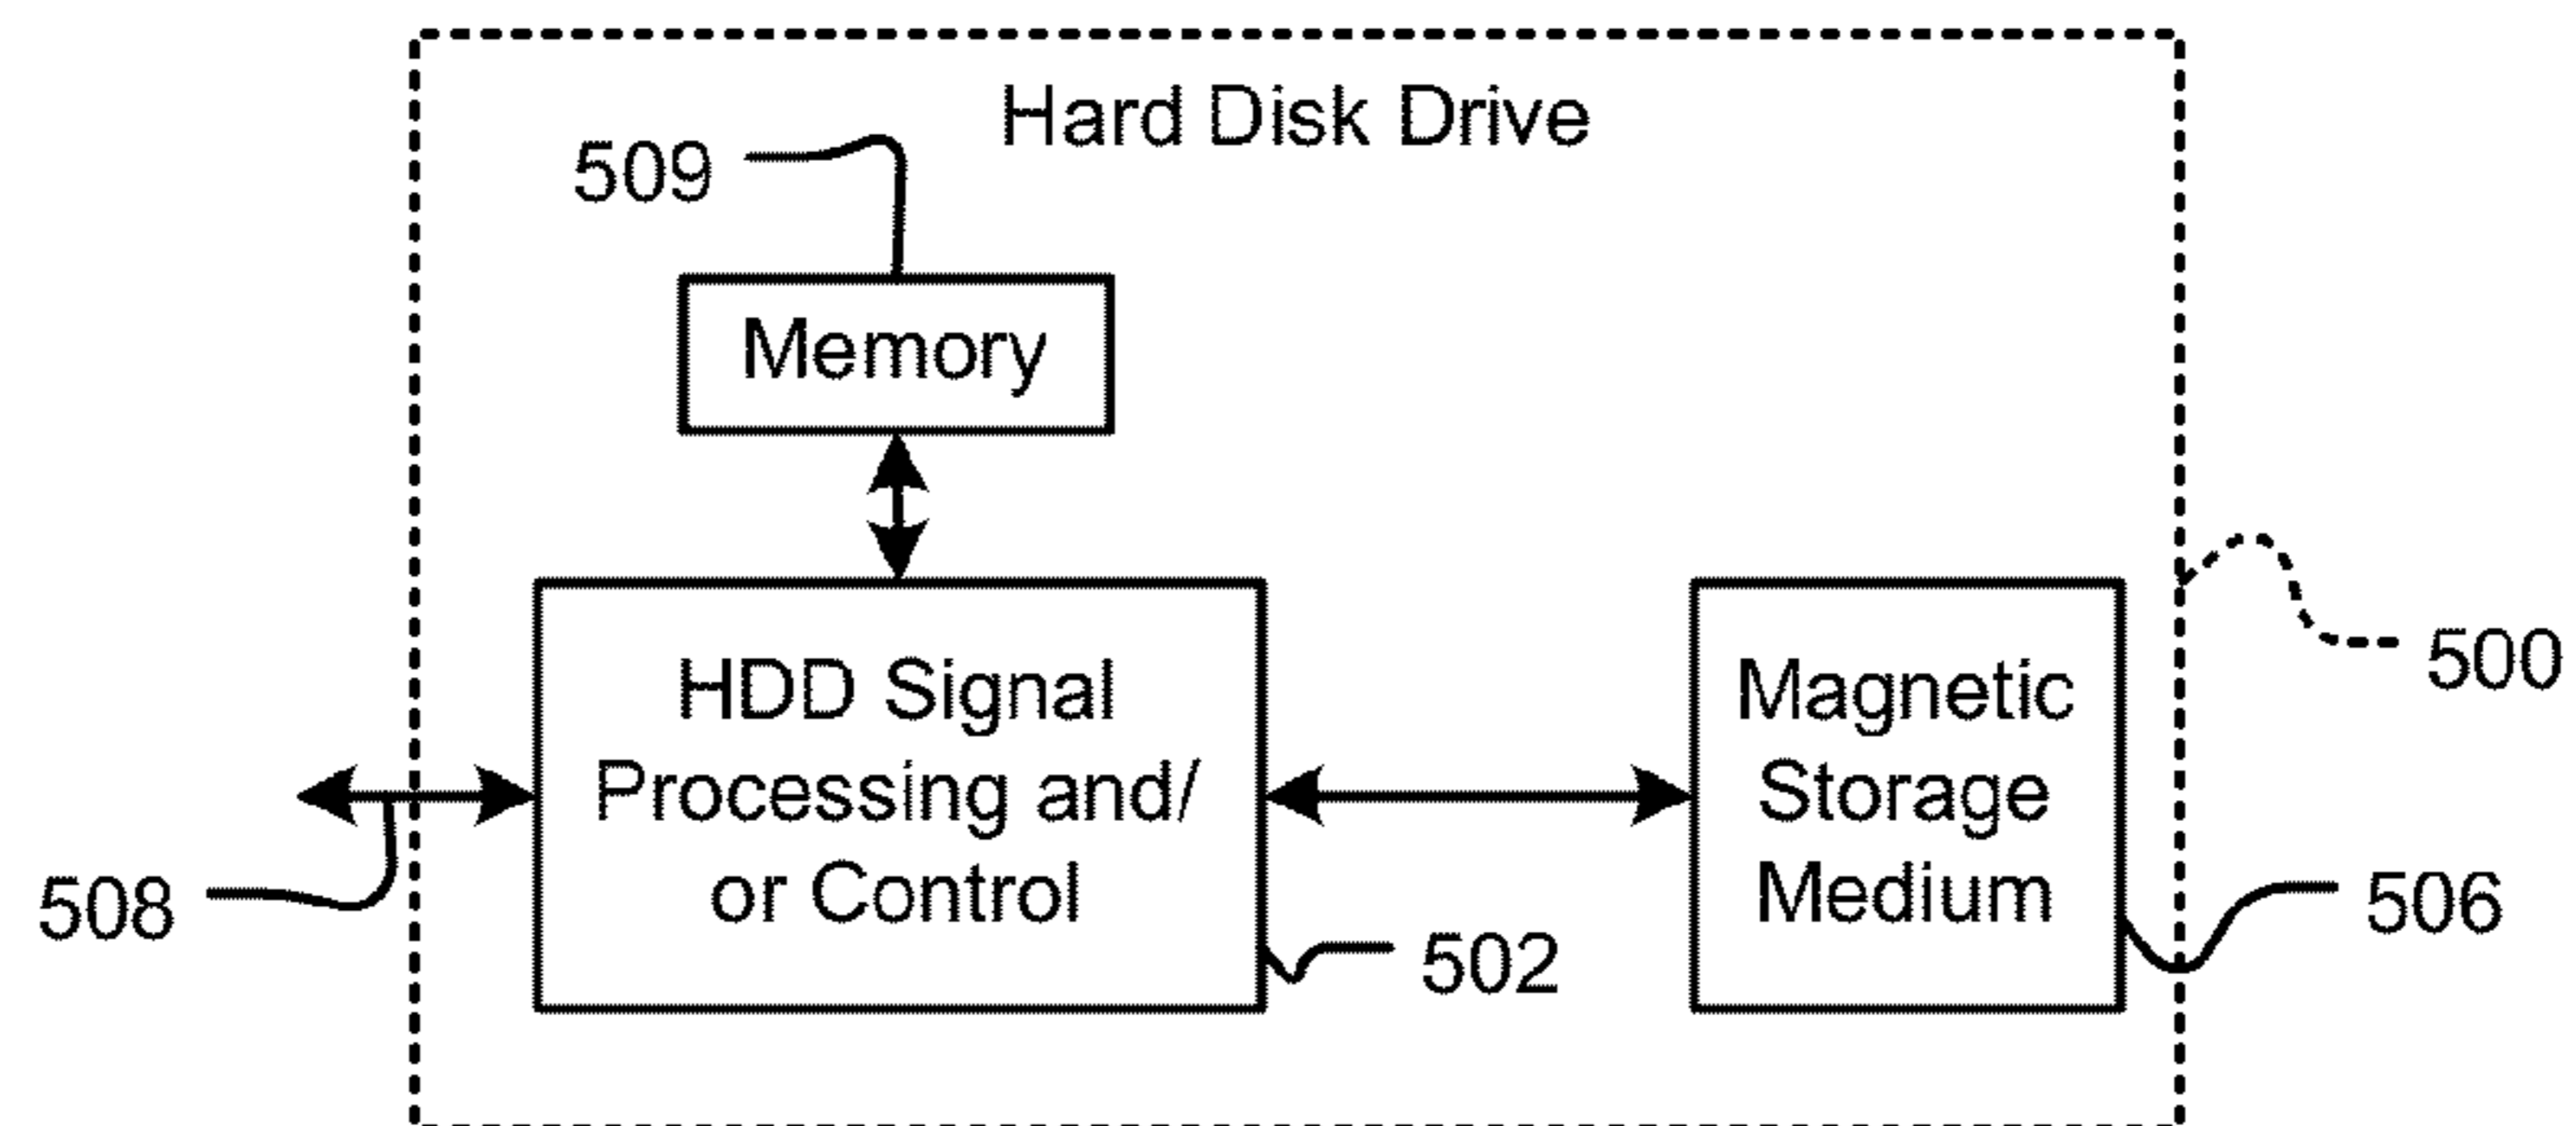 Hard Disk Drive
509
Memory
HDD Signal
Processing and/
or Control
Magnetic
Storage
Medium
500
508
502
506